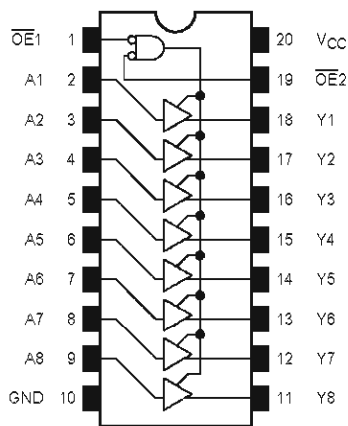 O̅E̅1 1 20 VCC
A1 2 19 O̅E̅2
A2 3 18 Y1
A3 4 17 Y2
A4 5 16 Y3
A5 6 15 Y4
A6 7 14 Y5
A7 8 13 Y6
A8 9 12 Y7
GND 10 11 Y8